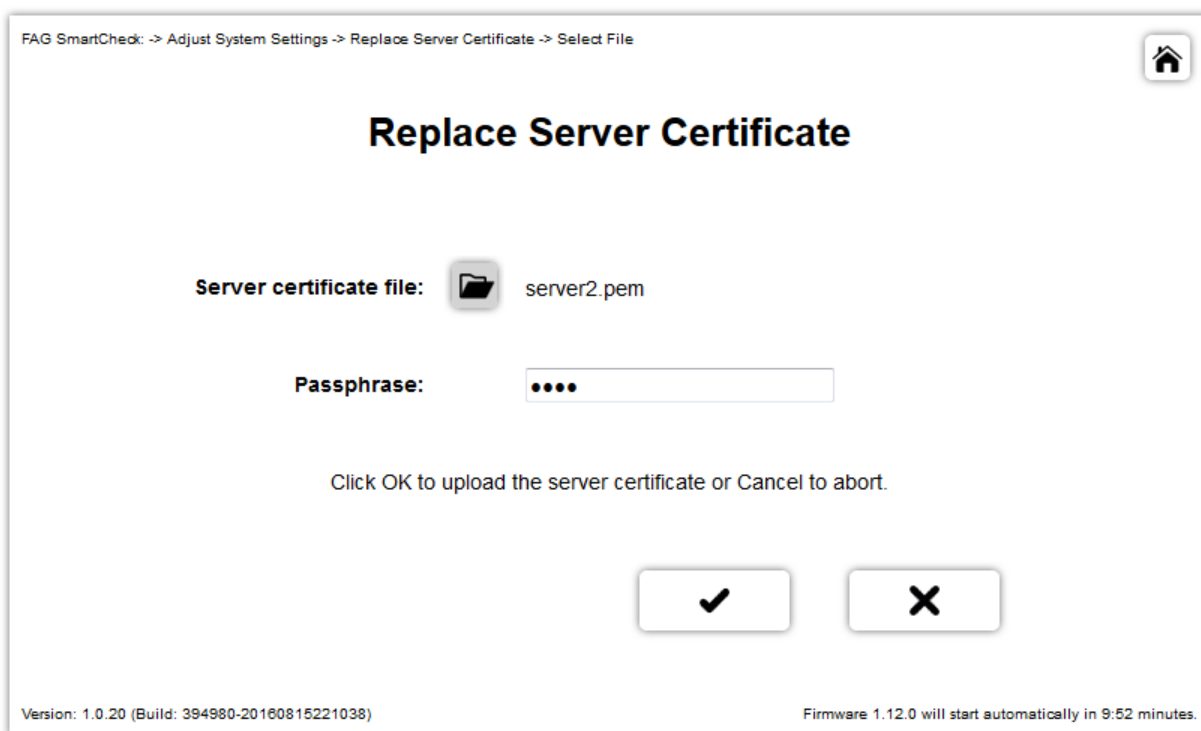 FAG SmartCheck: -> Adjust System Settings -> Replace Server Certificate -> Select File
Replace Server Certificate
Server certificate file: server2.pem
Passphrase: ••••
Click OK to upload the server certificate or Cancel to abort.
Version: 1.0.20 (Build: 394980-20160815221038) Firmware 1.12.0 will start automatically in 9:52 minutes.